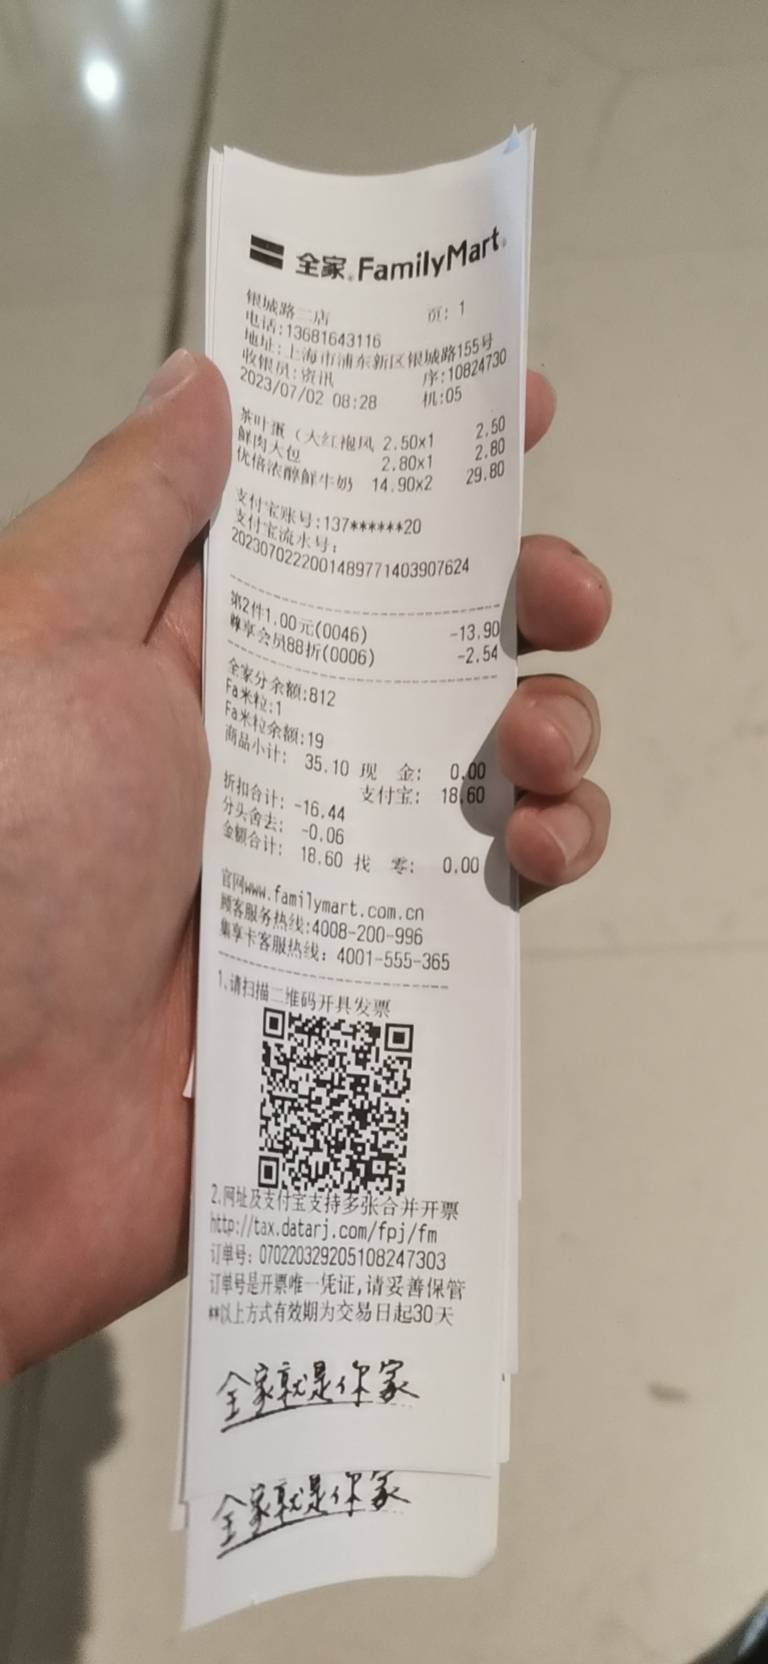 全家 FamilyMart
银城路二店 页: 1
电话:13681643116
地址:上海市浦东新区银城路155号
收银员:资讯 序:10824730
2023/07/02 08:28 机:05
茶叶蛋（大红袍风 2.50x1 2.50
鲜肉大包 2.80x1 2.80
优倍浓醇鲜牛奶 14.90x2 29.80
支付宝账号:137******20
支付宝流水号:
2023070222001489771403907624
第2件1.00元(0046) -13.90
尊享会员88折(0006) -2.54
全家分余额:812
Fa米粒:1
Fa米粒余额:19
商品小计: 35.10 现 金: 0.00
支付宝: 18.60
折扣合计: -16.44
分头舍去: -0.06
金额合计: 18.60 找 零: 0.00
官网www.familymart.com.cn
顾客服务热线:4008-200-996
集享卡客服热线: 4001-555-365
1.请扫描二维码开具发票
2.网址及支付宝支持多张合并开票
http://tax.datarj.com/fpj/fm
订单号: 070220329205108247303
订单号是开票唯一凭证,请妥善保管
**以上方式有效期为交易日起30天
全家就是你家
全家就是你家